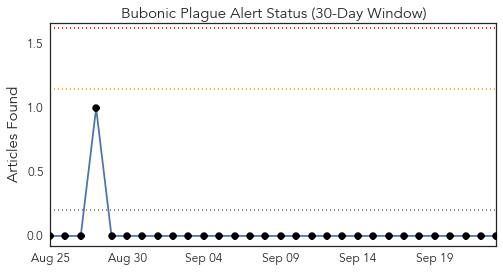 Bubonic Plague Alert Status (30-Day Window)
Articles Found
1.5
1.0
0.5
0.0
Aug 25 Aug 30 Sep 04 Sep 09 Sep 14 Sep 19